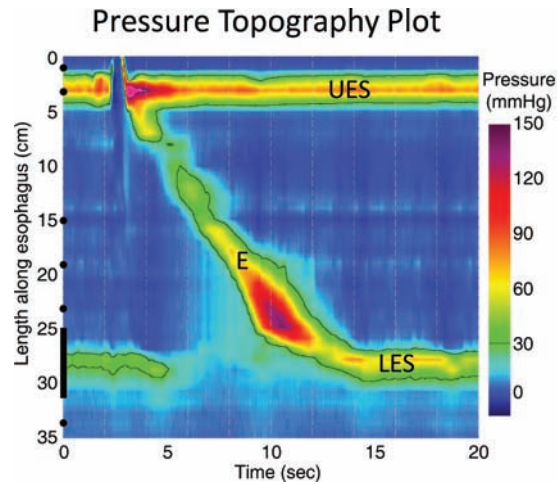 Pressure Topography Plot
Length along esophagus (cm)
0
5
10
15
20
25
30
35
UES
E
LES
0 5 10 15 20
Time (sec)
Pressure
(mmHg)
150
120
90
60
30
0